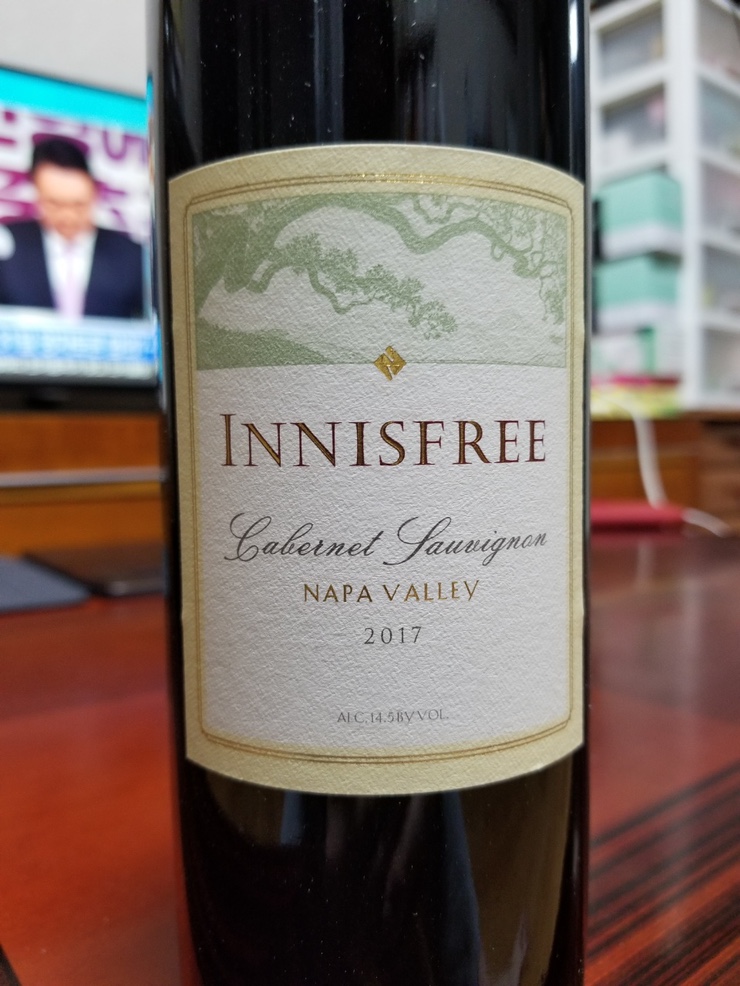 INNISFREE
Cabernet Sauvignon
NAPA VALLEY
2017
ALC. 14.5 BY VOL.